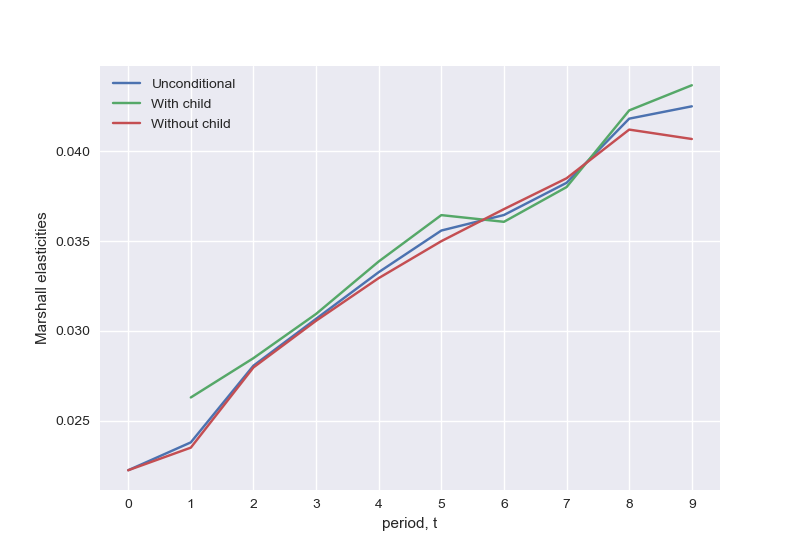 Unconditional
With child
Without child
0.040
0.035
0.030
0.025
Marshall elasticities
0 1 2 3 4 5 6 7 8 9
period, t